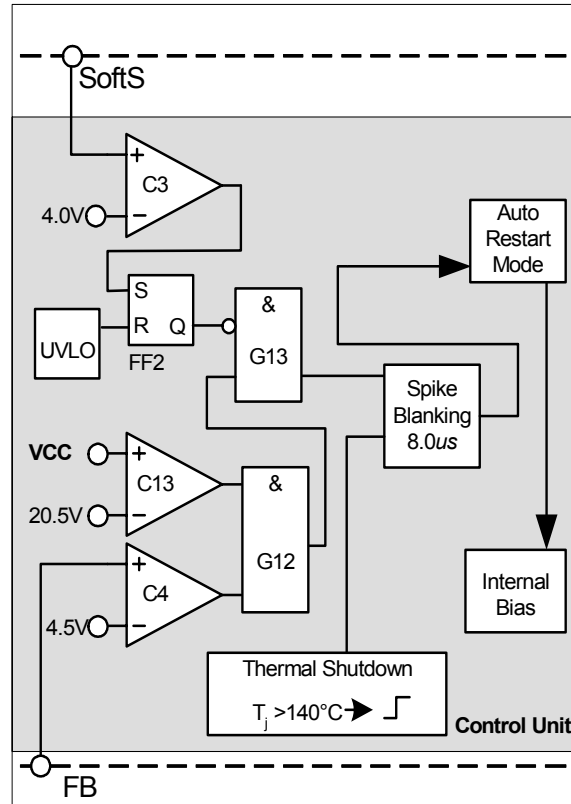 SoftS
+
C3
4.0V
−
Auto
Restart
Mode
S
R Q
&
UVLO
FF2
G13
Spike
Blanking
8.0us
VCC
+
C13
&
20.5V
−
+
G12
C4
Internal
Bias
4.5V
−
Thermal Shutdown
Tj >140°C
Control Unit
FB